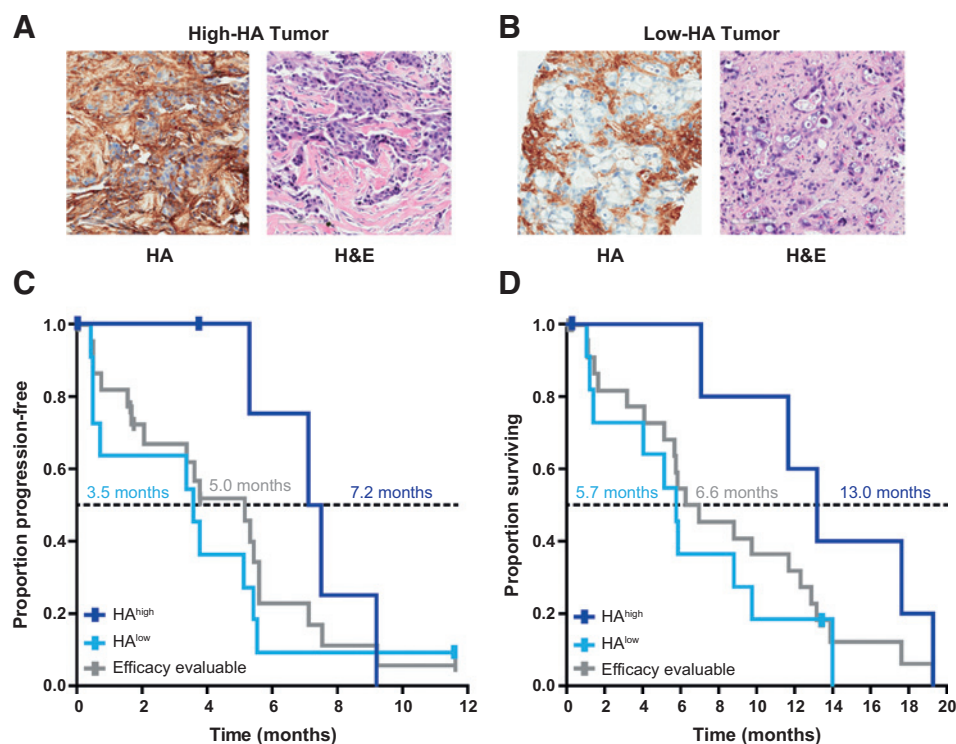 A
High-HA Tumor
B
Low-HA Tumor
HA
H&E
HA
H&E
C
Proportion progression-free
1.0
0.8
0.6
0.4
0.2
0.0
3.5 months
5.0 months
7.2 months
HAhigh
HAlow
Efficacy evaluable
0 2 4 6 8 10 12
Time (months)
D
Proportion surviving
1.0
0.8
0.6
0.4
0.2
0.0
5.7 months
6.6 months
13.0 months
HAhigh
HAlow
Efficacy evaluable
0 2 4 6 8 10 12 14 16 18 20
Time (months)